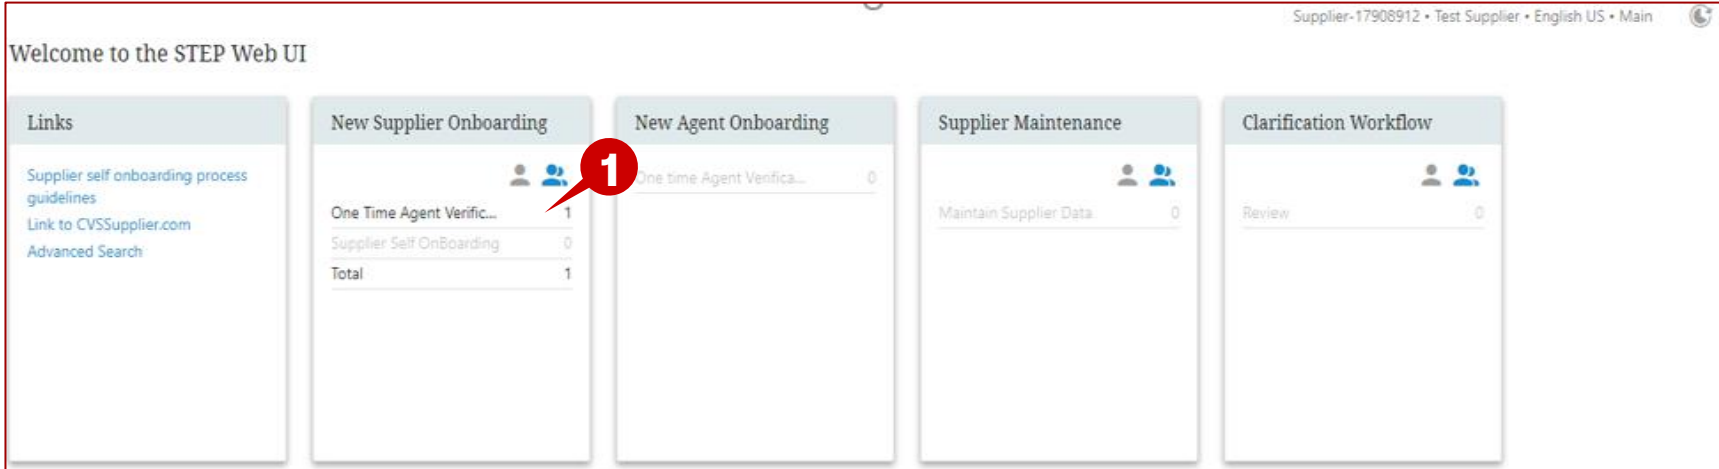 Supplier-17908912 • Test Supplier • English US • Main
Welcome to the STEP Web UI
Links
Supplier self onboarding process
guidelines
Link to CVSSupplier.com
Advanced Search
New Supplier Onboarding
1
One Time Agent Verific... 1
Supplier Self OnBoarding 0
Total 1
New Agent Onboarding
One time Agent Verifica... 0
Supplier Maintenance
Maintain Supplier Data 0
Clarification Workflow
Review 0